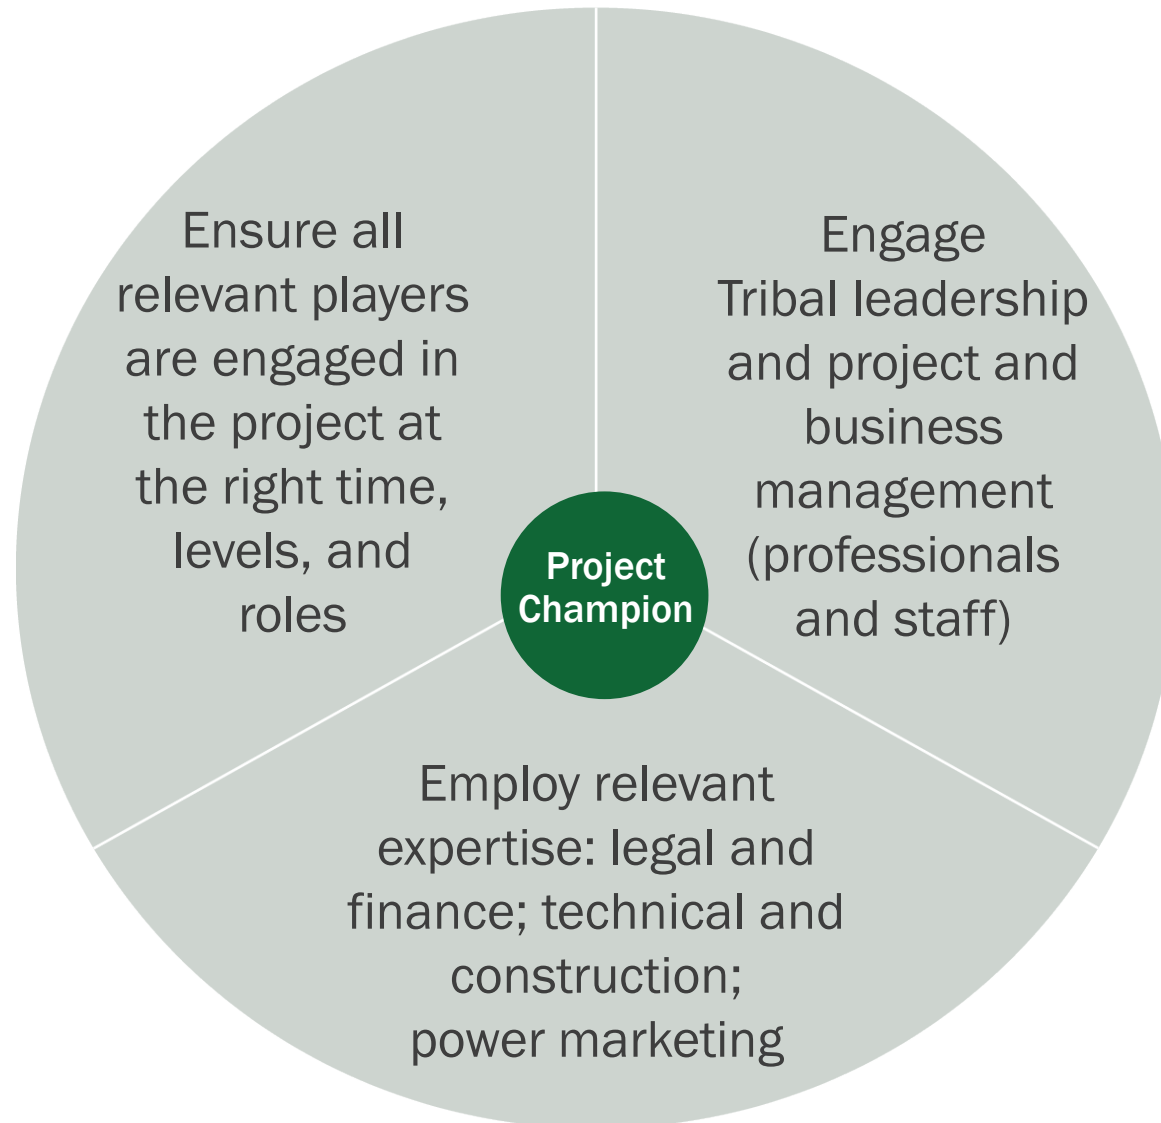 Ensure all
relevant players
are engaged in
the project at
the right time,
levels, and
roles
Engage
Tribal leadership
and project and
business
management
(professionals
and staff)
Project
Champion
Employ relevant
expertise: legal and
finance; technical and
construction;
power marketing